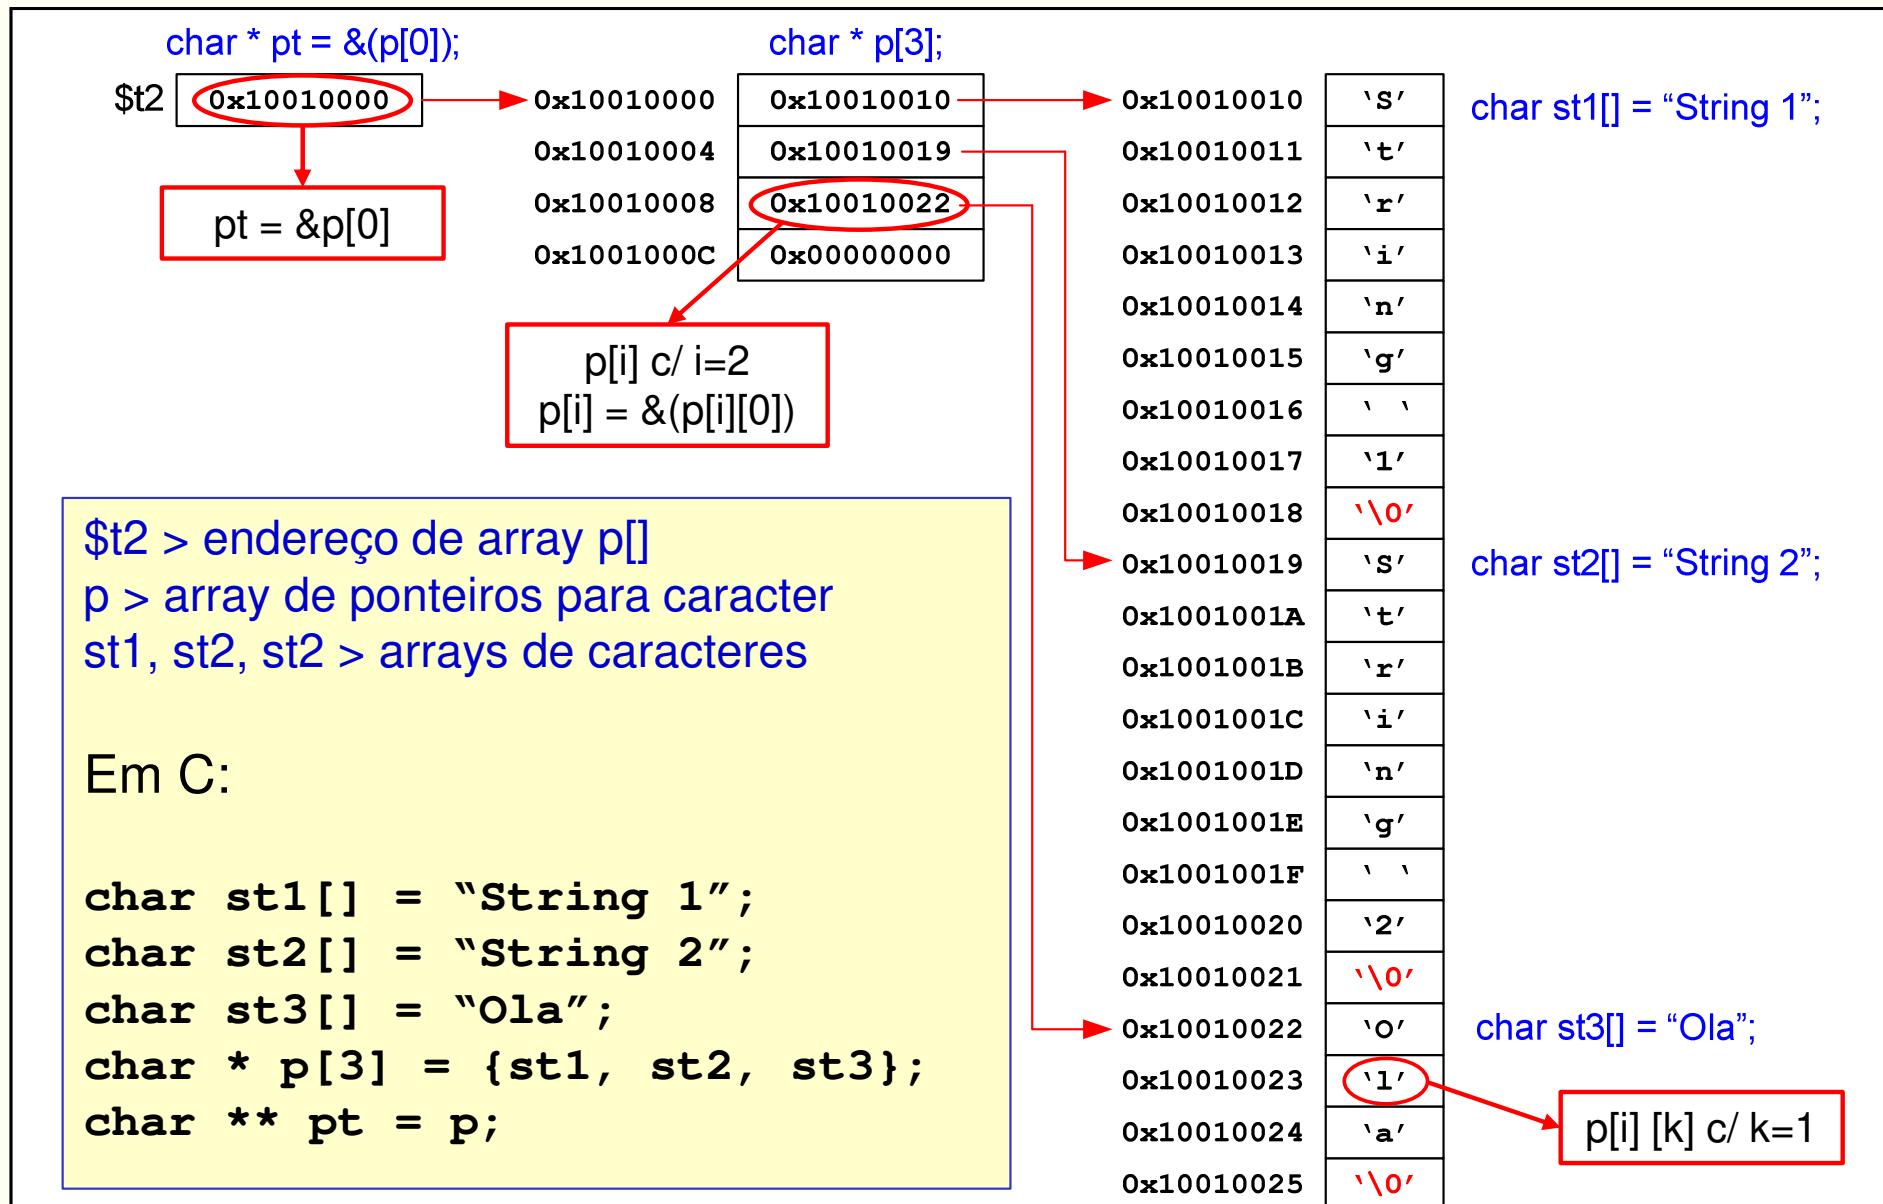 char * pt = &(p[0]);
char * p[3];
$t2 0x10010000
0x10010000 0x10010010
0x10010004 0x10010019
0x10010008 0x10010022
0x1001000C 0x00000000
pt = &p[0]
p[i] c/ i=2
p[i] = &(p[i][0])
0x10010010 ‘S’ char st1[] = “String 1”;
0x10010011 ‘t’
0x10010012 ‘r’
0x10010013 ‘i’
0x10010014 ‘n’
0x10010015 ‘g’
0x10010016 ‘ ‘
0x10010017 ‘1’
0x10010018 ‘\0’
0x10010019 ‘S’ char st2[] = “String 2”;
0x1001001A ‘t’
0x1001001B ‘r’
0x1001001C ‘i’
0x1001001D ‘n’
0x1001001E ‘g’
0x1001001F ‘ ‘
0x10010020 ‘2’
0x10010021 ‘\0’
0x10010022 ‘O’ char st3[] = “Ola”;
0x10010023 ‘l’
0x10010024 ‘a’
0x10010025 ‘\0’
p[i] [k] c/ k=1
$t2 > endereço de array p[]
p > array de ponteiros para caracter
st1, st2, st2 > arrays de caracteres
Em C:
char st1[] = “String 1”;
char st2[] = “String 2”;
char st3[] = “Ola”;
char * p[3] = {st1, st2, st3};
char ** pt = p;